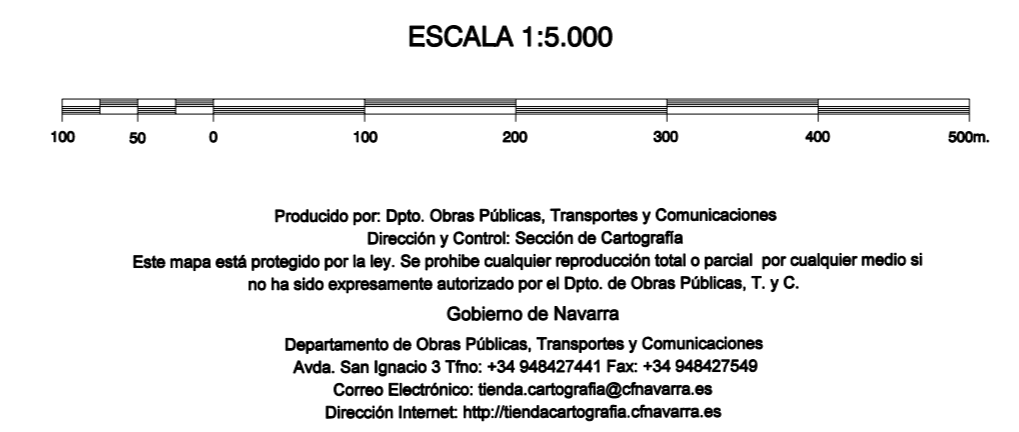 ESCALA 1:5.000
100 50 0 100 200 300 400 500m.
Producido por: Dpto. Obras Públicas, Transportes y Comunicaciones
Dirección y Control: Sección de Cartografía
Este mapa está protegido por la ley. Se prohibe cualquier reproducción total o parcial por cualquier medio si
no ha sido expresamente autorizado por el Dpto. de Obras Públicas, T. y C.
Gobierno de Navarra
Departamento de Obras Públicas, Transportes y Comunicaciones
Avda. San Ignacio 3 Tfno: +34 948427441 Fax: +34 948427549
Correo Electrónico: tienda.cartografia@cfnavarra.es
Dirección Internet: http://tiendacartografia.cfnavarra.es